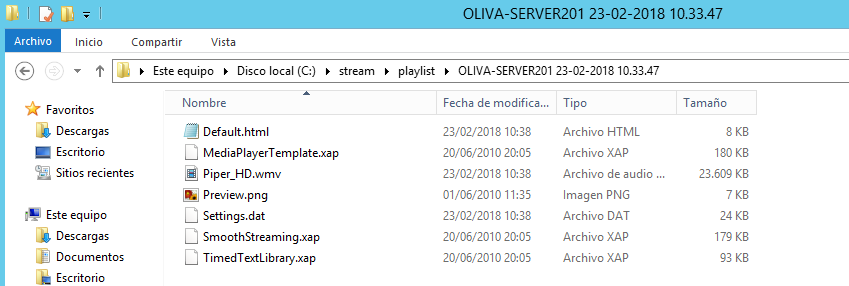 OLIVA-SERVER201 23-02-2018 10.33.47
Archivo Inicio Compartir Vista
Este equipo Disco local (C:) stream playlist OLIVA-SERVER201 23-02-2018 10.33.47
Favoritos
Descargas
Escritorio
Sitios recientes
Este equipo
Descargas
Documentos
Escritorio
Nombre Fecha de modifica... Tipo Tamaño
Default.html 23/02/2018 10:38 Archivo HTML 8 KB
MediaPlayerTemplate.xap 20/06/2010 20:05 Archivo XAP 180 KB
Piper_HD.wmv 23/02/2018 10:38 Archivo de audio ... 23.609 KB
Preview.png 01/06/2010 11:35 Imagen PNG 7 KB
Settings.dat 23/02/2018 10:38 Archivo DAT 24 KB
SmoothStreaming.xap 20/06/2010 20:05 Archivo XAP 179 KB
TimedTextLibrary.xap 20/06/2010 20:05 Archivo XAP 93 KB